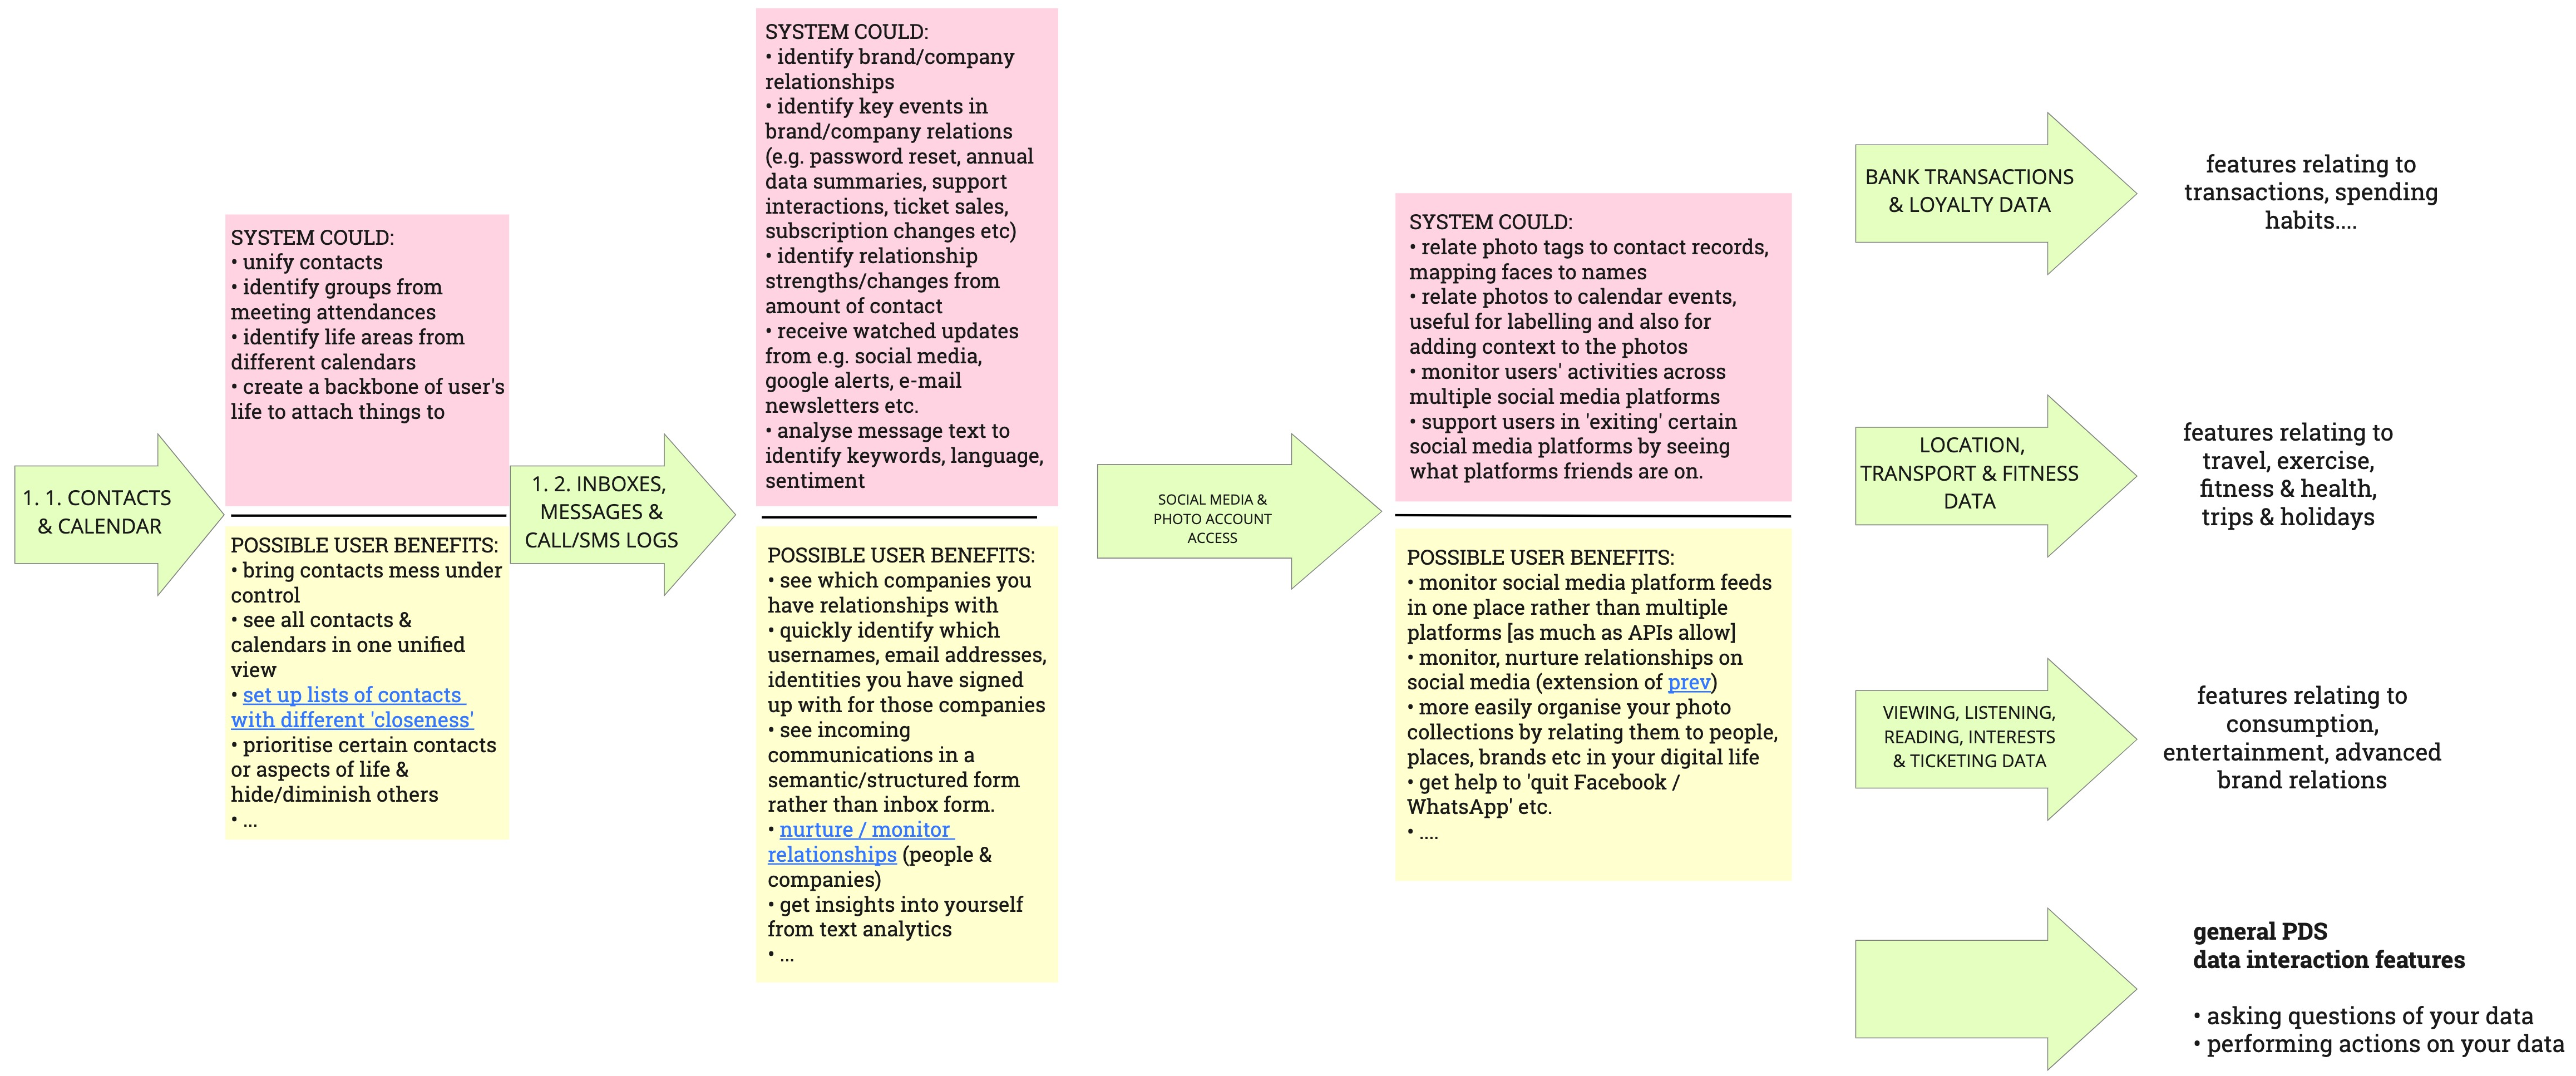 1. 1. CONTACTS
& CALENDAR
SYSTEM COULD:
• unify contacts
• identify groups from
meeting attendances
• identify life areas from
different calendars
• create a backbone of user's
life to attach things to
POSSIBLE USER BENEFITS:
• bring contacts mess under
control
• see all contacts &
calendars in one unified
view
• set up lists of contacts
with different 'closeness'
• prioritise certain contacts
or aspects of life &
hide/diminish others
• ...
1. 2. INBOXES,
MESSAGES &
CALL/SMS LOGS
SYSTEM COULD:
• identify brand/company
relationships
• identify key events in
brand/company relations
(e.g. password reset, annual
data summaries, support
interactions, ticket sales,
subscription changes etc)
• identify relationship
strengths/changes from
amount of contact
• receive watched updates
from e.g. social media,
google alerts, e-mail
newsletters etc.
• analyse message text to
identify keywords, language,
sentiment
POSSIBLE USER BENEFITS:
• see which companies you
have relationships with
• quickly identify which
usernames, email addresses,
identities you have signed
up with for those companies
• see incoming
communications in a
semantic/structured form
rather than inbox form.
• nurture / monitor
relationships (people &
companies)
• get insights into yourself
from text analytics
• ...
SOCIAL MEDIA &
PHOTO ACCOUNT
ACCESS
SYSTEM COULD:
• relate photo tags to contact records,
mapping faces to names
• relate photos to calendar events,
useful for labelling and also for
adding context to the photos
• monitor users' activities across
multiple social media platforms
• support users in 'exiting' certain
social media platforms by seeing
what platforms friends are on.
POSSIBLE USER BENEFITS:
• monitor social media platform feeds
in one place rather than multiple
platforms [as much as APIs allow]
• monitor, nurture relationships on
social media (extension of prev)
• more easily organise your photo
collections by relating them to people,
places, brands etc in your digital life
• get help to 'quit Facebook /
WhatsApp' etc.
• ....
BANK TRANSACTIONS
& LOYALTY DATA
features relating to
transactions, spending
habits....
LOCATION,
TRANSPORT & FITNESS
DATA
features relating to
travel, exercise,
fitness & health,
trips & holidays
VIEWING, LISTENING,
READING, INTERESTS
& TICKETING DATA
features relating to
consumption,
entertainment, advanced
brand relations
general PDS
data interaction features
• asking questions of your data
• performing actions on your data